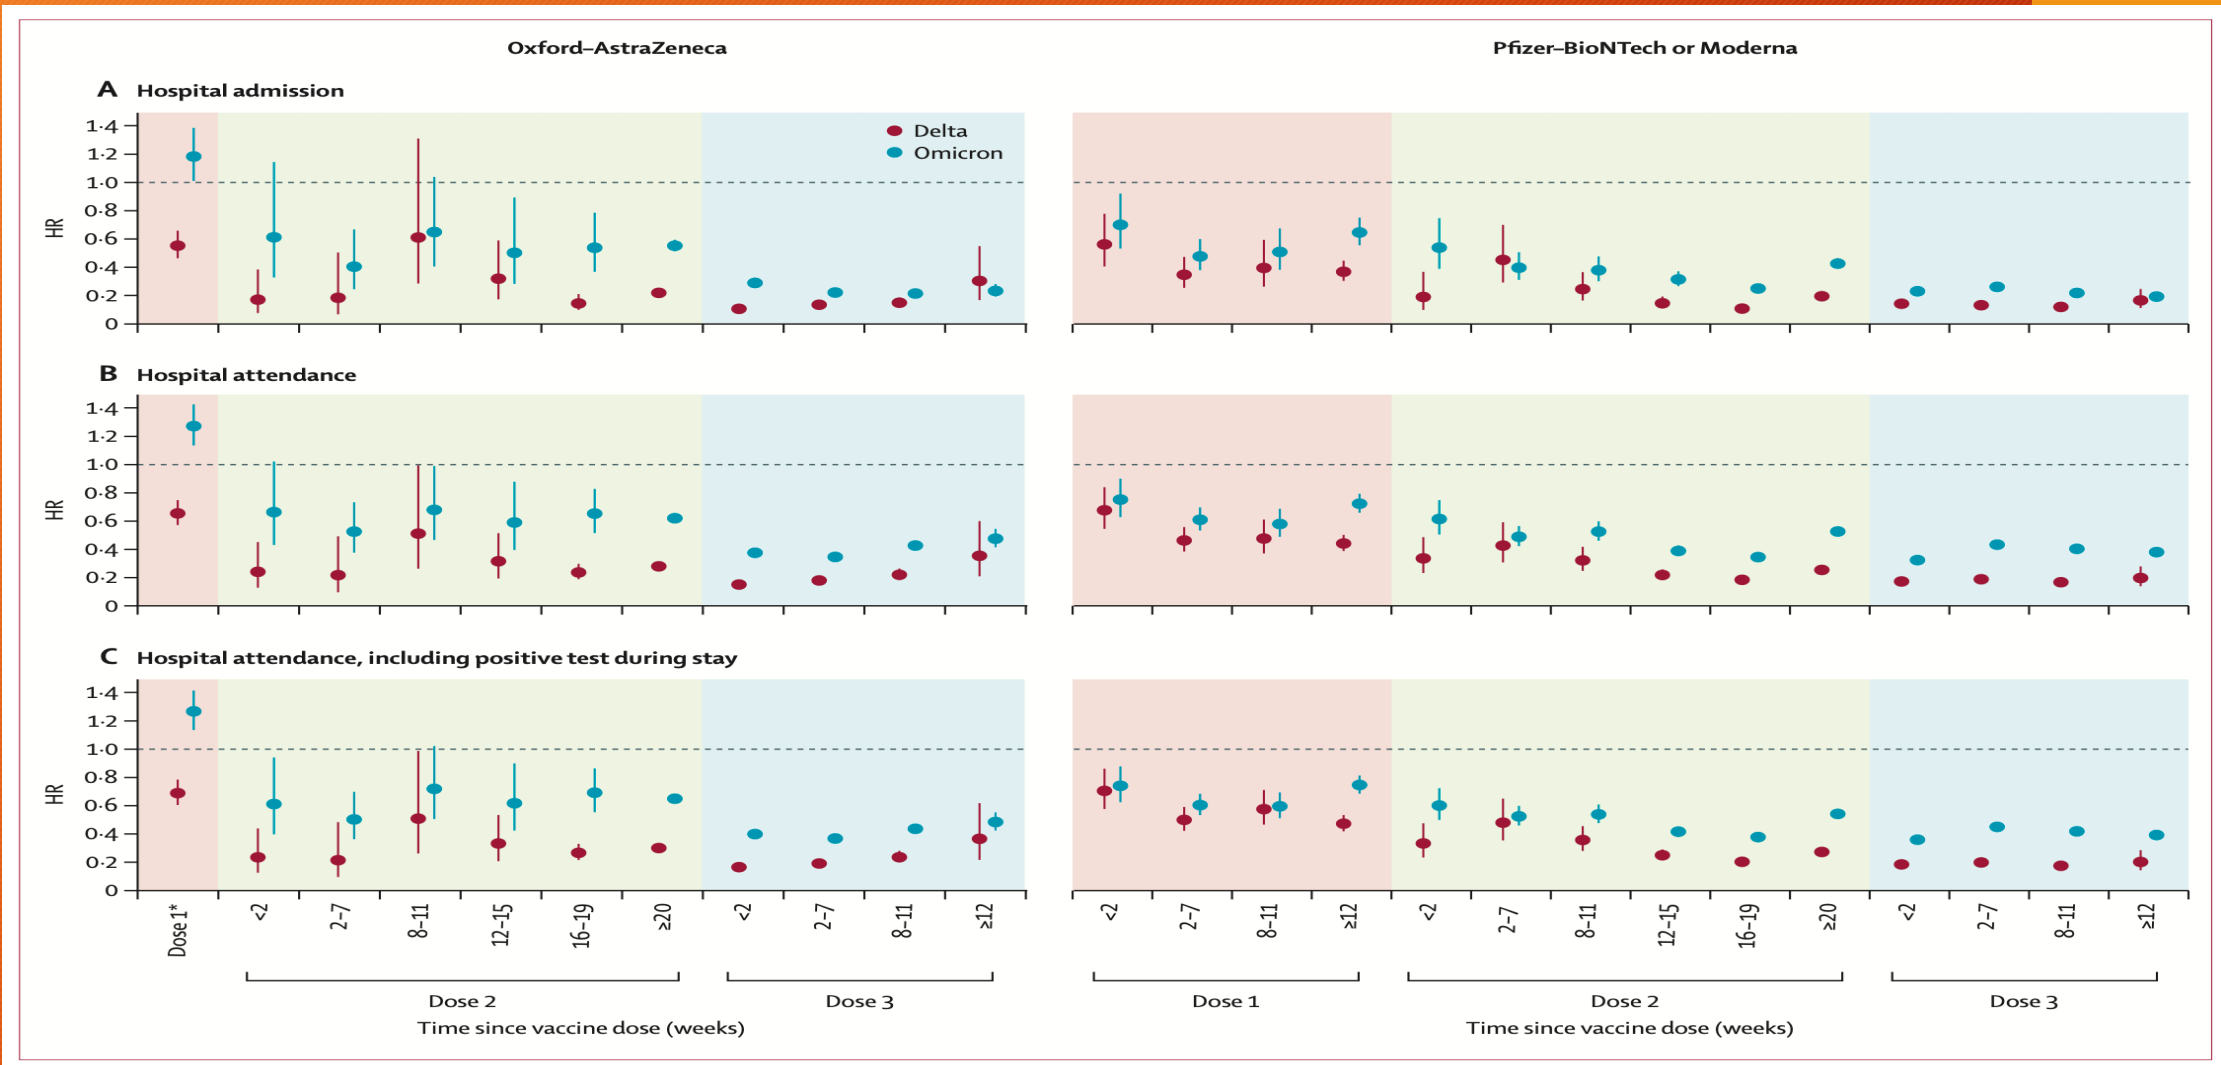 Oxford–AstraZeneca
Pfizer–BioNTech or Moderna
A Hospital admission
1·4
1·2
1·0
0·8
0·6
0·4
0·2
0
HR
Delta
Omicron
B Hospital attendance
1·4
1·2
1·0
0·8
0·6
0·4
0·2
0
HR
C Hospital attendance, including positive test during stay
1·4
1·2
1·0
0·8
0·6
0·4
0·2
0
HR
Dose 1*
<2
2–7
8–11
12–15
16–19
≥20
<2
2–7
8–11
≥12
<2
2–7
8–11
≥12
<2
2–7
8–11
12–15
16–19
≥20
<2
2–7
8–11
≥12
Dose 2
Dose 3
Dose 1
Dose 2
Dose 3
Time since vaccine dose (weeks)
Time since vaccine dose (weeks)